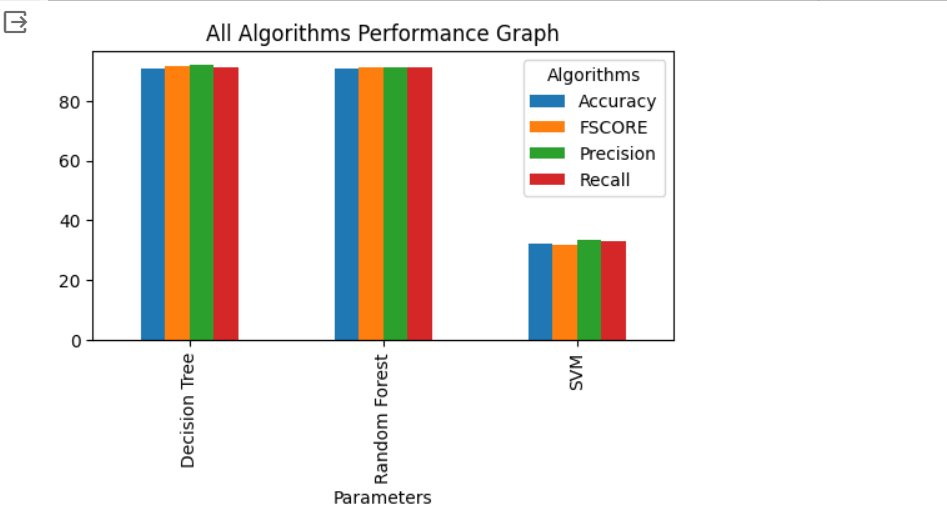 All Algorithms Performance Graph
Algorithms
Accuracy
FSCORE
Precision
Recall
80
60
40
20
0
Decision Tree
Random Forest
SVM
Parameters